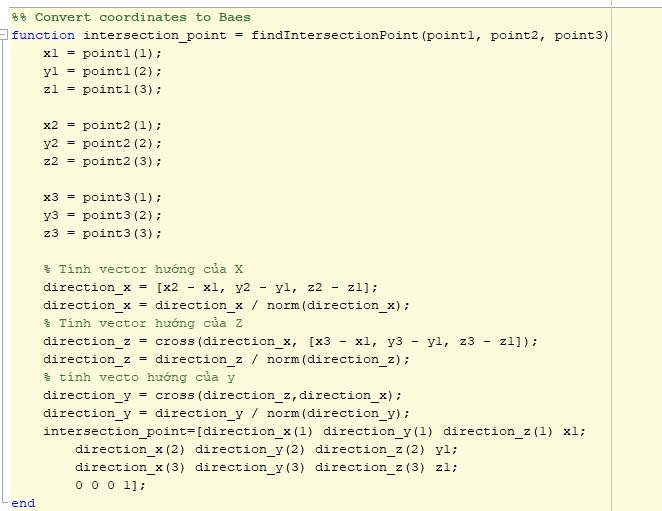 %% Convert coordinates to Baes
function intersection_point = findIntersectionPoint(point1, point2, point3)
x1 = point1(1);
y1 = point1(2);
z1 = point1(3);
x2 = point2(1);
y2 = point2(2);
z2 = point2(3);
x3 = point3(1);
y3 = point3(2);
z3 = point3(3);
% Tính vector hướng của X
direction_x = [x2 - x1, y2 - y1, z2 - z1];
direction_x = direction_x / norm(direction_x);
% Tính vector hướng của Z
direction_z = cross(direction_x, [x3 - x1, y3 - y1, z3 - z1]);
direction_z = direction_z / norm(direction_z);
% tính vecto hướng của y
direction_y = cross(direction_z,direction_x);
direction_y = direction_y / norm(direction_y);
intersection_point=[direction_x(1) direction_y(1) direction_z(1) x1;
direction_x(2) direction_y(2) direction_z(2) y1;
direction_x(3) direction_y(3) direction_z(3) z1;
0 0 0 1];
end